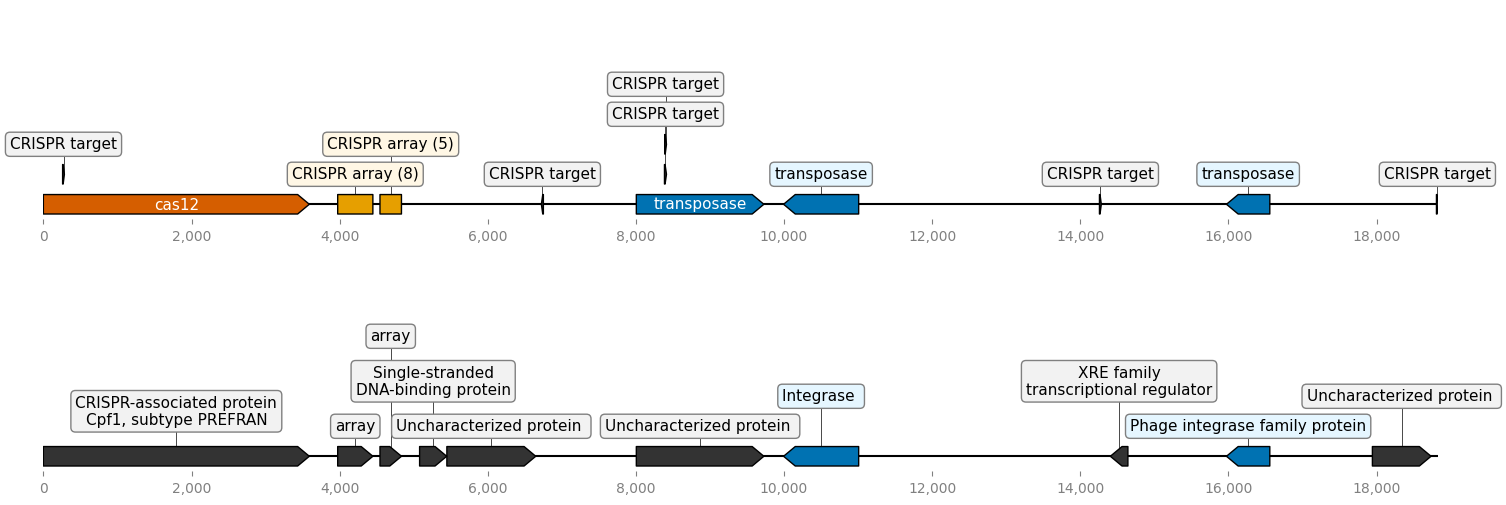 CRISPR target
CRISPR target
CRISPR target
CRISPR array (5)
CRISPR array (8)
CRISPR target
transposase
CRISPR target
transposase
CRISPR target
cas12
transposase
0
2,000
4,000
6,000
8,000
10,000
12,000
14,000
16,000
18,000
array
Single-stranded
DNA-binding protein
XRE family
transcriptional regulator
CRISPR-associated protein
Cpf1, subtype PREFRAN
Integrase
Uncharacterized protein
array
Uncharacterized protein
Uncharacterized protein
Phage integrase family protein
0
2,000
4,000
6,000
8,000
10,000
12,000
14,000
16,000
18,000